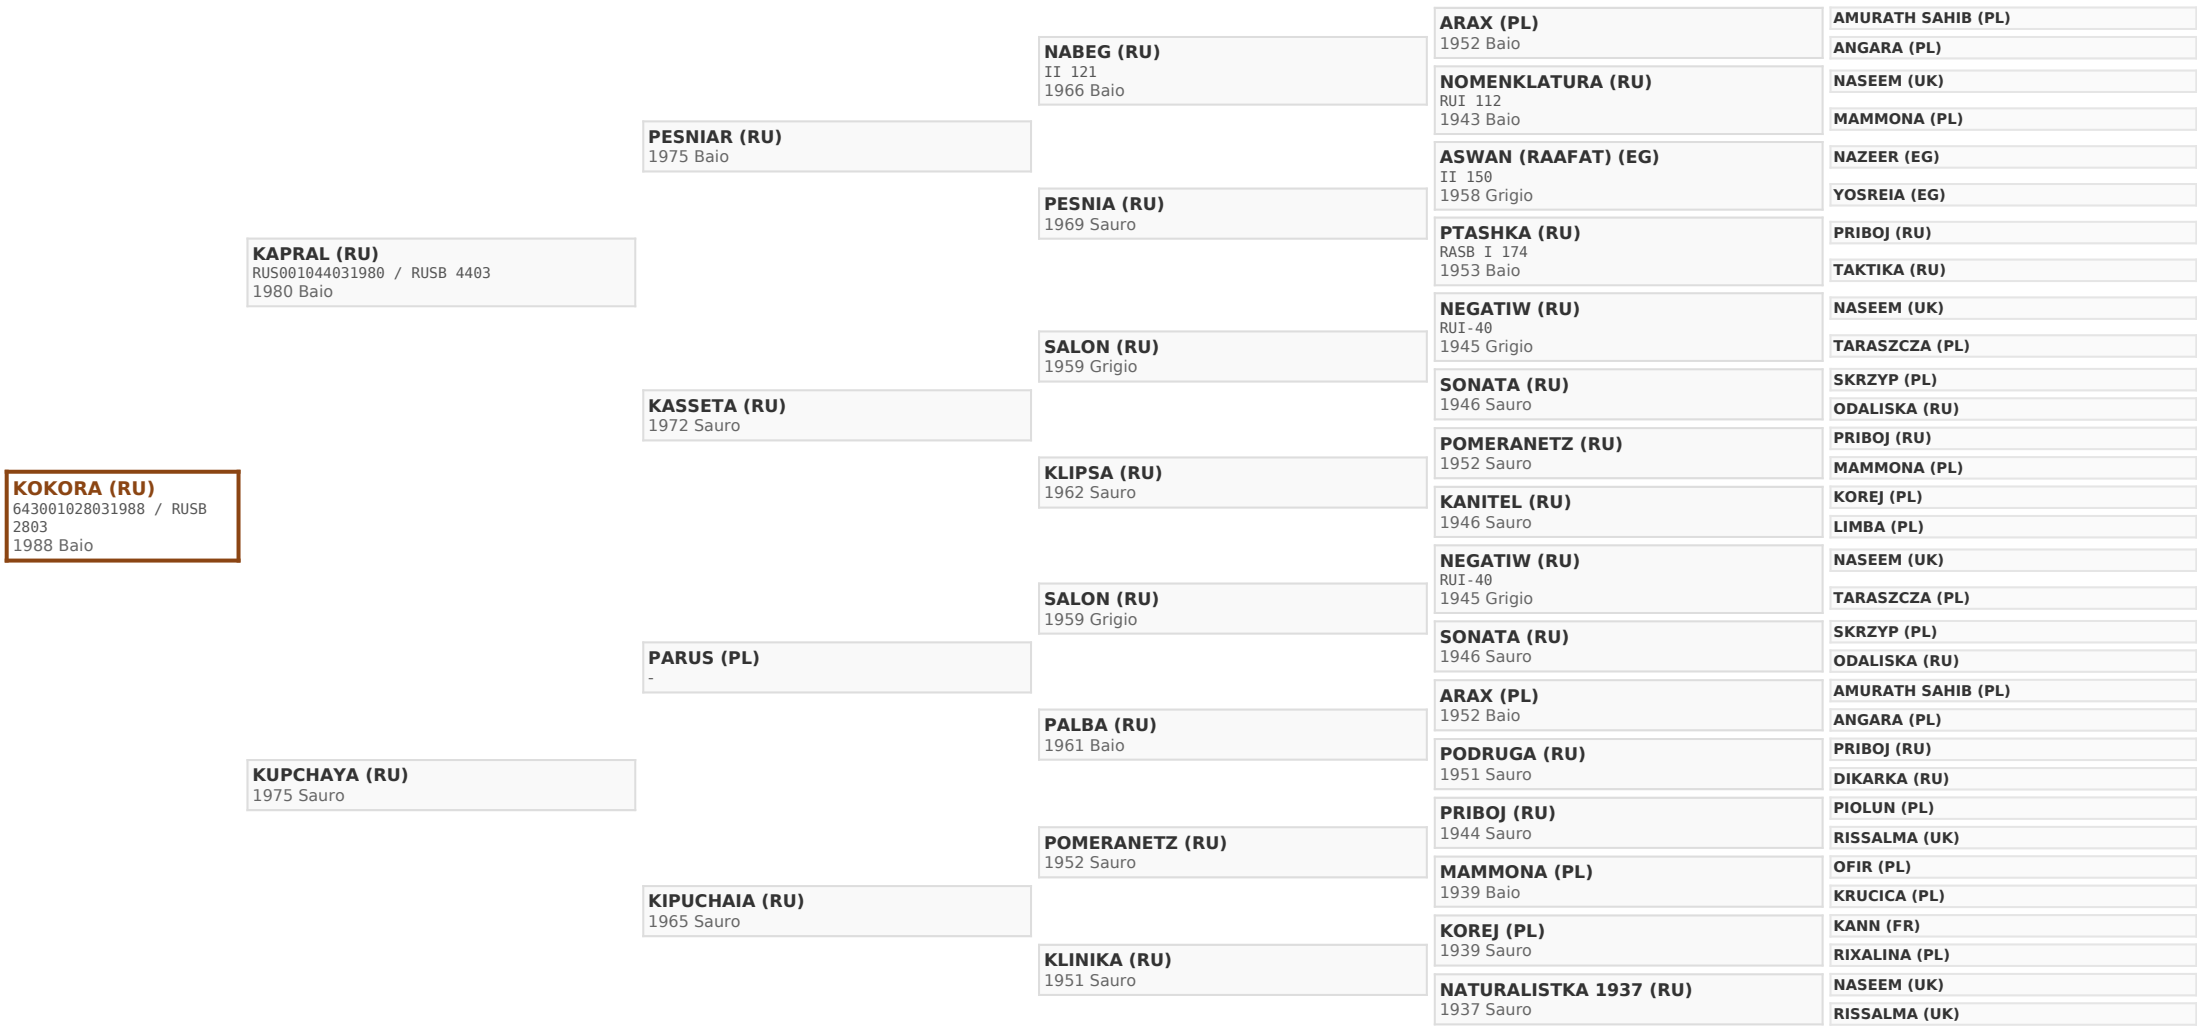 KOKORA (RU)
643001028031988 / RUSB
2803
1988 Baio
KAPRAL (RU)
RUS001044031980 / RUSB 4403
1980 Baio
KUPCHAYA (RU)
1975 Sauro
PESNIAR (RU)
1975 Baio
KASSETA (RU)
1972 Sauro
PARUS (PL)
-
KIPUCHAIA (RU)
1965 Sauro
NABEG (RU)
II 121
1966 Baio
PESNIA (RU)
1969 Sauro
SALON (RU)
1959 Grigio
KLIPSA (RU)
1962 Sauro
SALON (RU)
1959 Grigio
PALBA (RU)
1961 Baio
POMERANETZ (RU)
1952 Sauro
KLINIKA (RU)
1951 Sauro
ARAX (PL)
1952 Baio
NOMENKLATURA (RU)
RUI 112
1943 Baio
ASWAN (RAAFAT) (EG)
II 150
1958 Grigio
PTASHKA (RU)
RASB I 174
1953 Baio
NEGATIW (RU)
RUI-40
1945 Grigio
SONATA (RU)
1946 Sauro
POMERANETZ (RU)
1952 Sauro
KANITEL (RU)
1946 Sauro
NEGATIW (RU)
RUI-40
1945 Grigio
SONATA (RU)
1946 Sauro
ARAX (PL)
1952 Baio
PODRUGA (RU)
1951 Sauro
PRIBOJ (RU)
1944 Sauro
MAMMONA (PL)
1939 Baio
KOREJ (PL)
1939 Sauro
NATURALISTKA 1937 (RU)
1937 Sauro
AMURATH SAHIB (PL)
ANGARA (PL)
NASEEM (UK)
MAMMONA (PL)
NAZEER (EG)
YOSREIA (EG)
PRIBOJ (RU)
TAKTIKA (RU)
NASEEM (UK)
TARASZCZA (PL)
SKRZYP (PL)
ODALISKA (RU)
PRIBOJ (RU)
MAMMONA (PL)
KOREJ (PL)
LIMBA (PL)
NASEEM (UK)
TARASZCZA (PL)
SKRZYP (PL)
ODALISKA (RU)
AMURATH SAHIB (PL)
ANGARA (PL)
PRIBOJ (RU)
DIKARKA (RU)
PIOLUN (PL)
RISSALMA (UK)
OFIR (PL)
KRUCICA (PL)
KANN (FR)
RIXALINA (PL)
NASEEM (UK)
RISSALMA (UK)